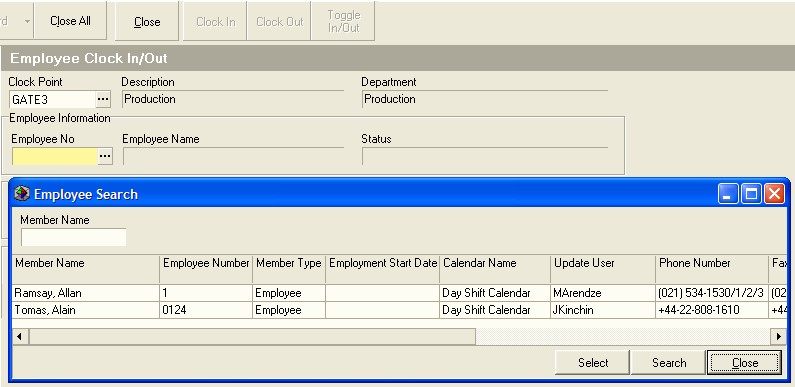 rd Close All Close Clock In Clock Out Toggle In/Out
Employee Clock In/Out
Clock Point Description Department
GATE3 ... Production Production
Employee Information
Employee No Employee Name Status
...
Employee Search
Member Name
Member Name Employee Number Member Type Employment Start Date Calendar Name Update User Phone Number Fax
Ramsay, Allan 1 Employee Day Shift Calendar MArendze (021) 534-1530/1/2/3 (02
Tomas, Alain 0124 Employee Day Shift Calendar JKinchin +44-22-808-1610 +44
Select Search Close